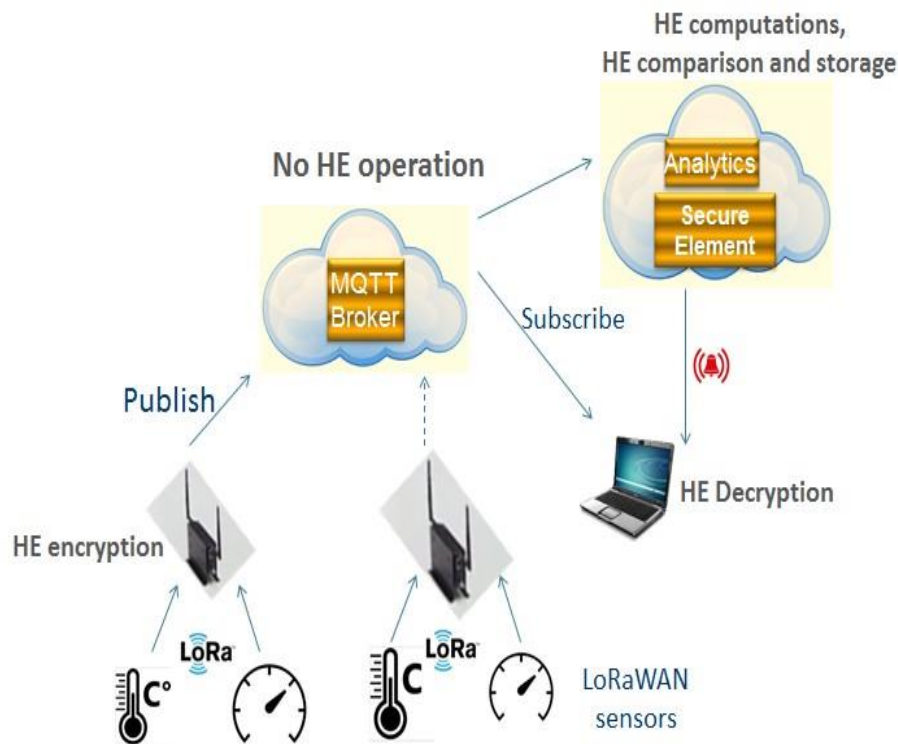 HE computations,
HE comparison and storage
Analytics
Secure
Element
No HE operation
MQTT
Broker
Subscribe
Publish
HE Decryption
HE encryption
LoRa
LoRa
C°
C
LoRaWAN
sensors